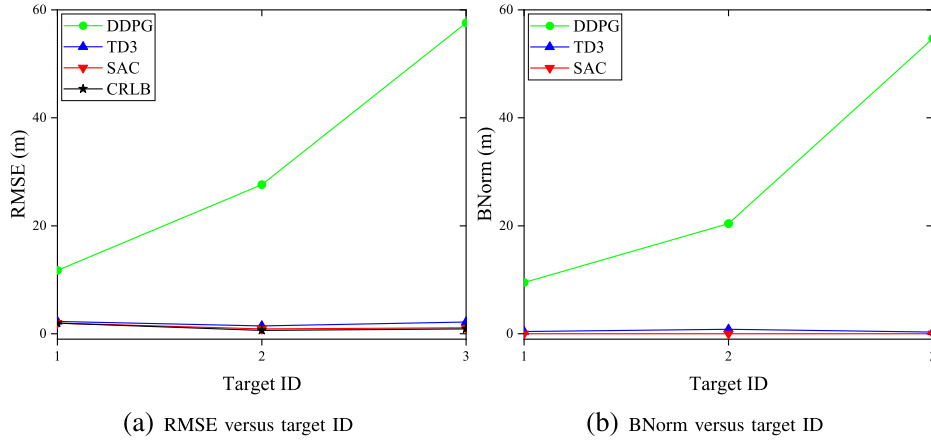 60
40
20
0
RMSE (m)
DDPG
TD3
SAC
CRLB
1
2
3
Target ID
(a) RMSE versus target ID
60
40
20
0
BNorm (m)
DDPG
TD3
SAC
1
2
3
Target ID
(b) BNorm versus target ID